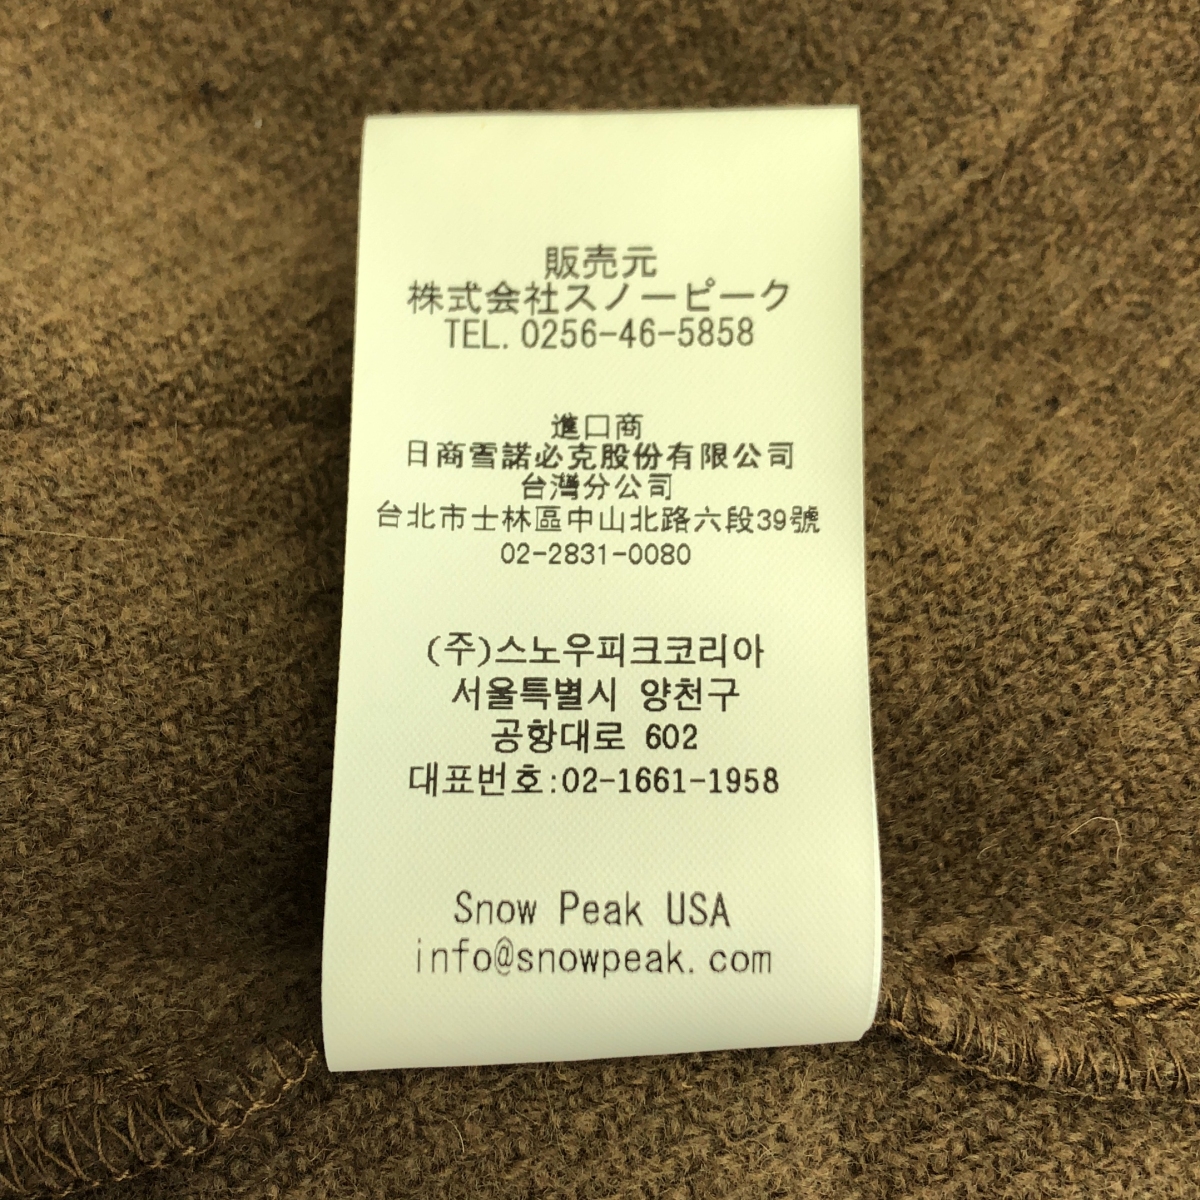 販売元
株式会社スノーピーク
TEL. 0256-46-5858
進口商
日商雪諾必克股份有限公司
台灣分公司
台北市士林區中山北路六段39號
02-2831-0080
(주)스노우피크코리아
서울특별시 양천구
공항대로 602
대표번호:02-1661-1958
Snow Peak USA
info@snowpeak.com